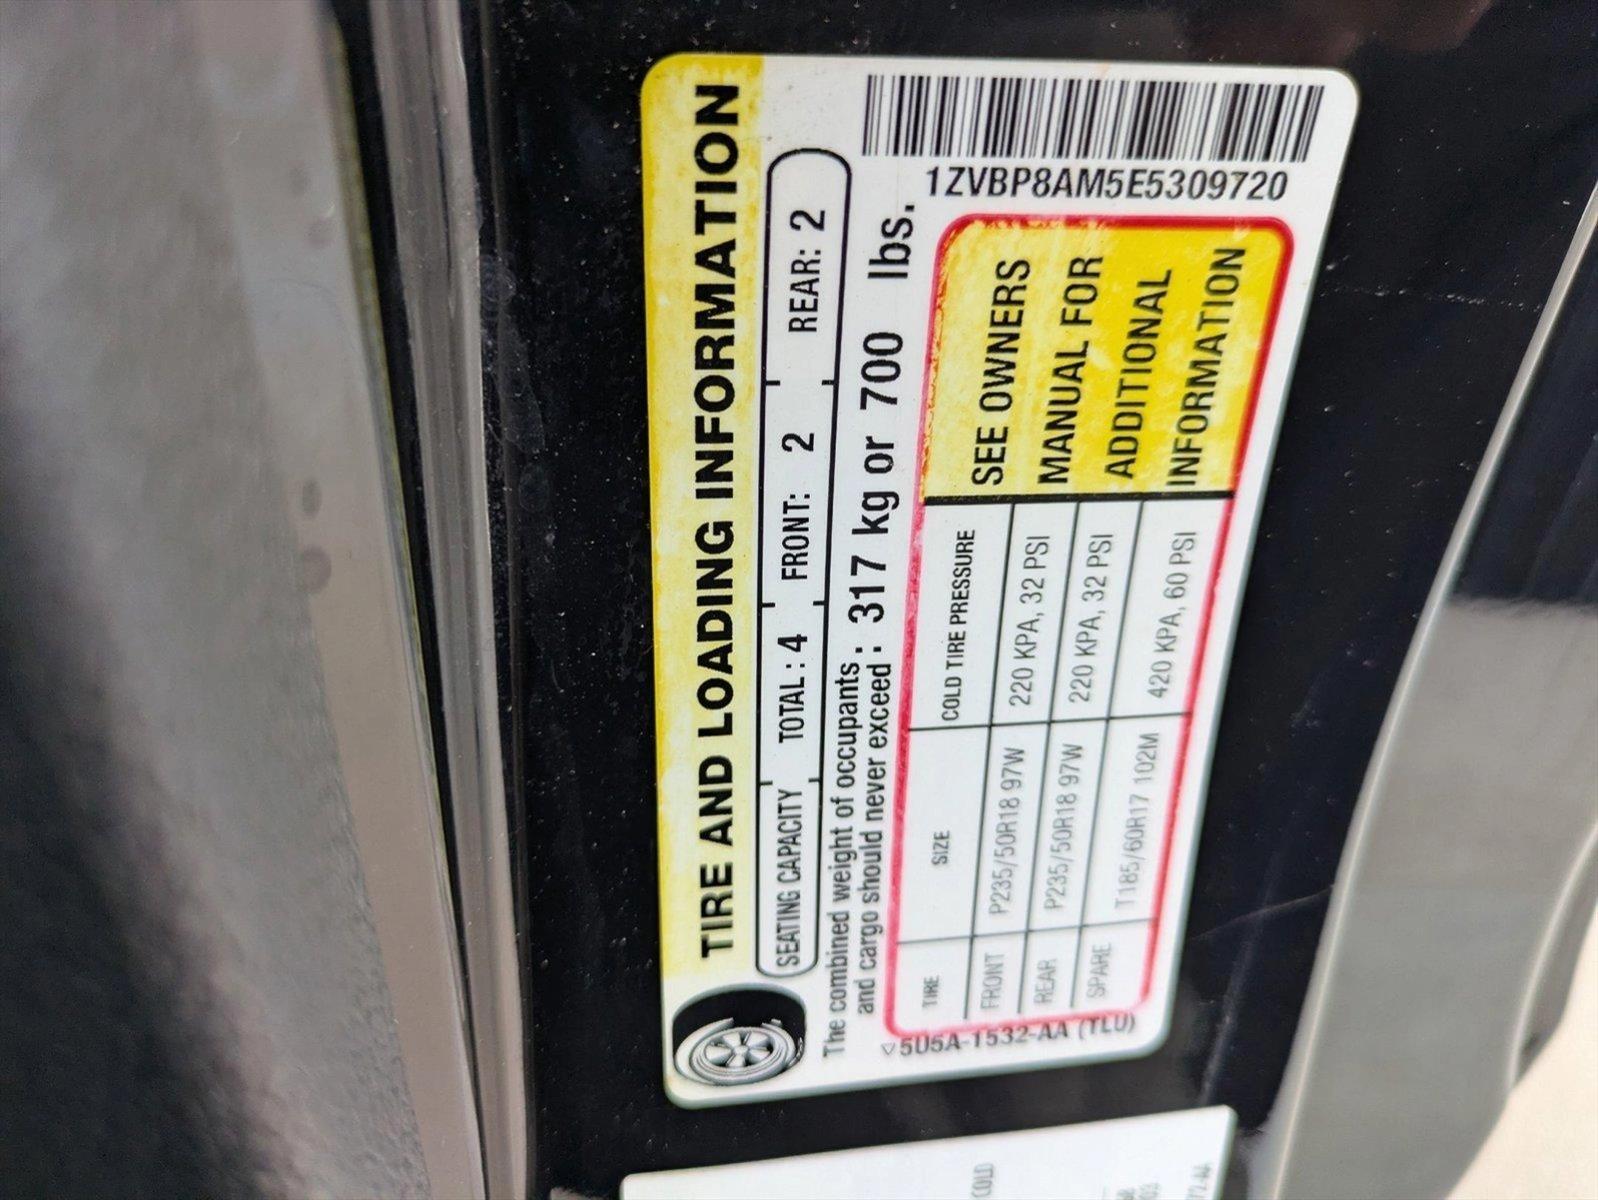 TIRE AND LOADING INFORMATION
SEATING CAPACITY TOTAL : 4 FRONT: 2 REAR: 2
The combined weight of occupants
and cargo should never exceed : 317 kg or 700 lbs.
1ZVBP8AM5E5309720
TIRE SIZE COLD TIRE PRESSURE
FRONT P235/50R18 97W 220 KPA, 32 PSI
REAR P235/50R18 97W 220 KPA, 32 PSI
SPARE T185/60R17 102M 420 KPA, 60 PSI
SEE OWNERS
MANUAL FOR
ADDITIONAL
INFORMATION
5U5A-1532-AA (TLU)
COLD